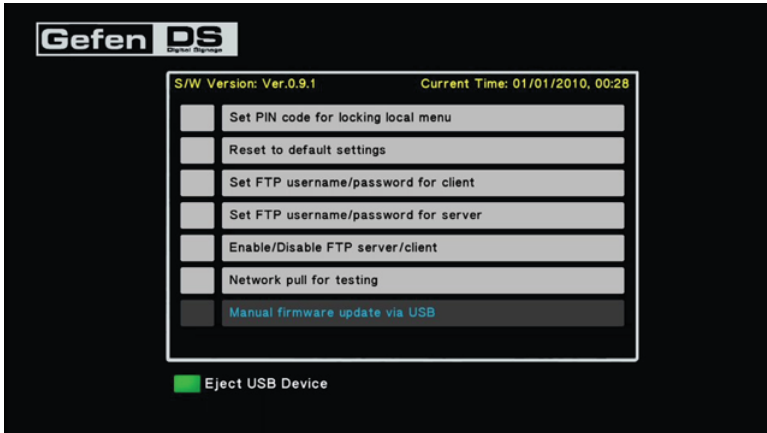 Gefen DS
Digital Signage
S/W Version: Ver.0.9.1 Current Time: 01/01/2010, 00:28
Set PIN code for locking local menu
Reset to default settings
Set FTP username/password for client
Set FTP username/password for server
Enable/Disable FTP server/client
Network pull for testing
Manual firmware update via USB
Eject USB Device